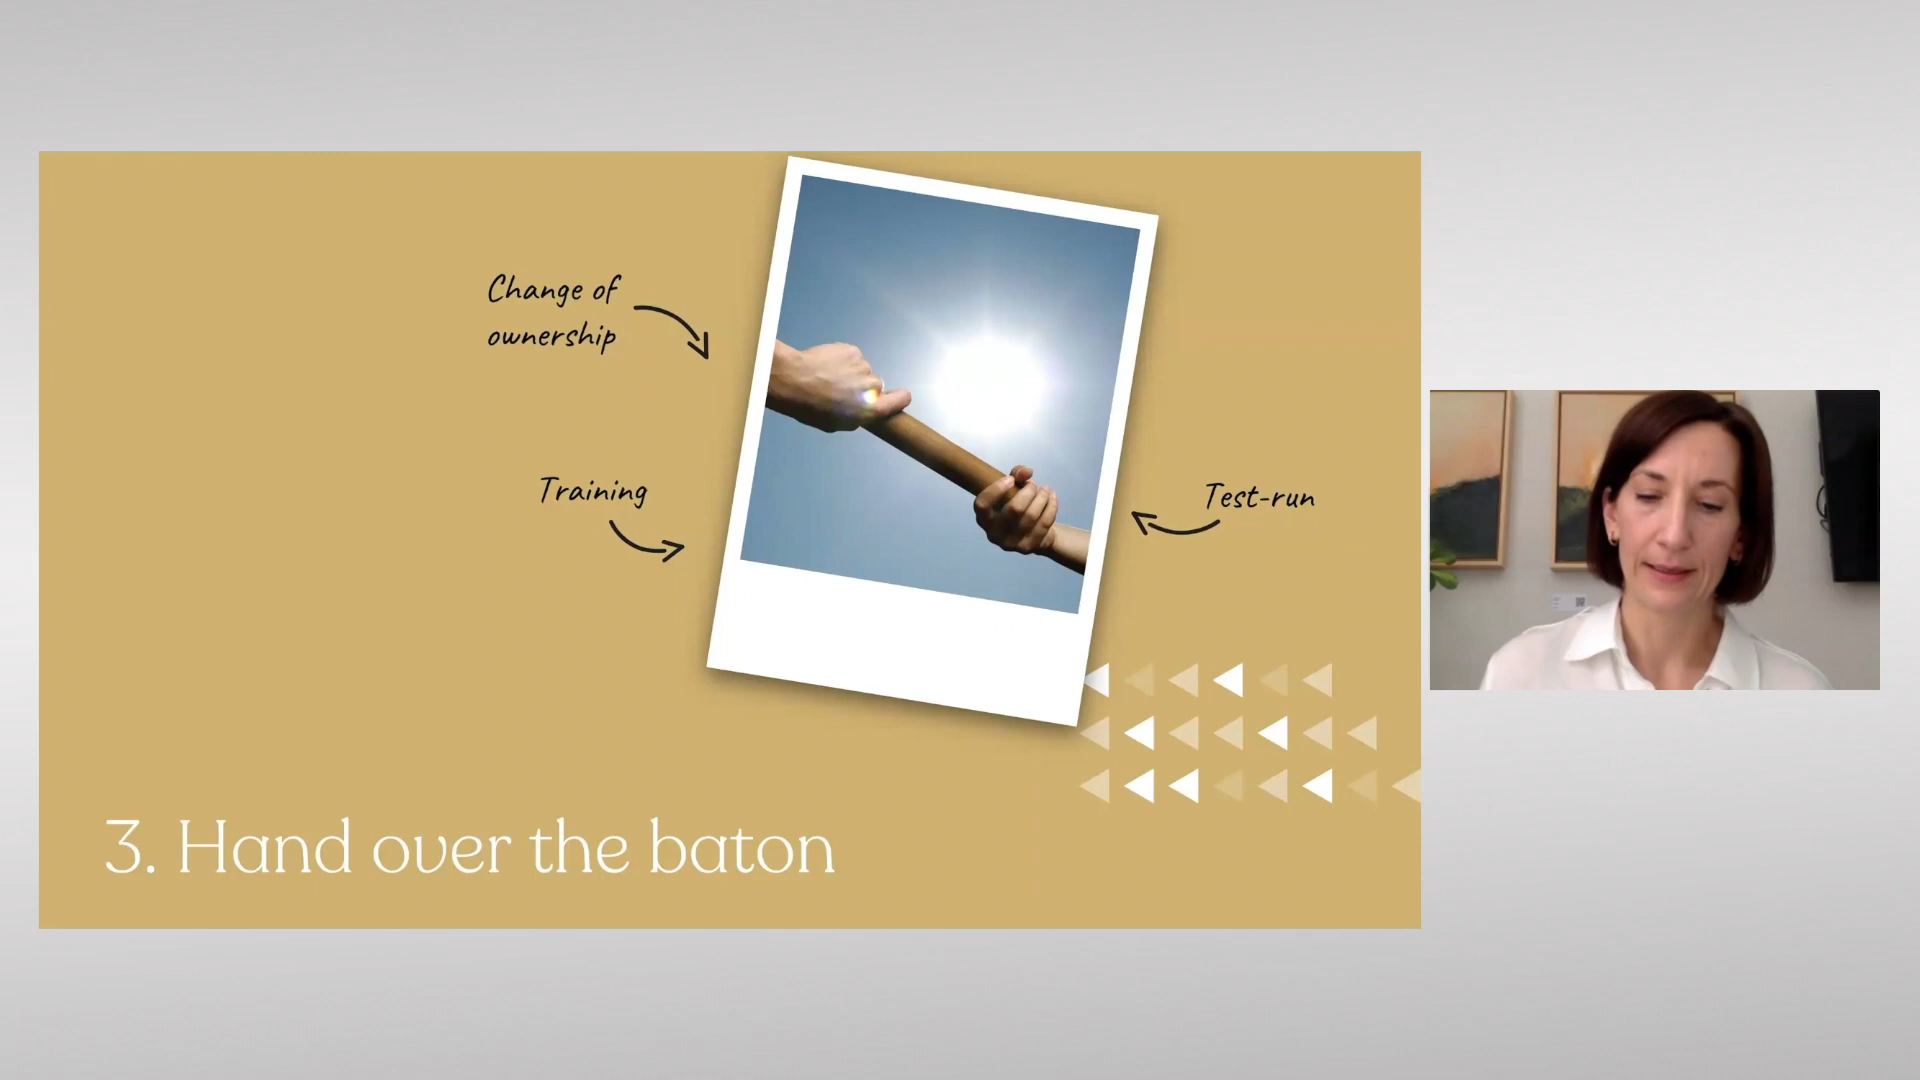 Change of
ownership
Training
Test-run
3. Hand over the baton